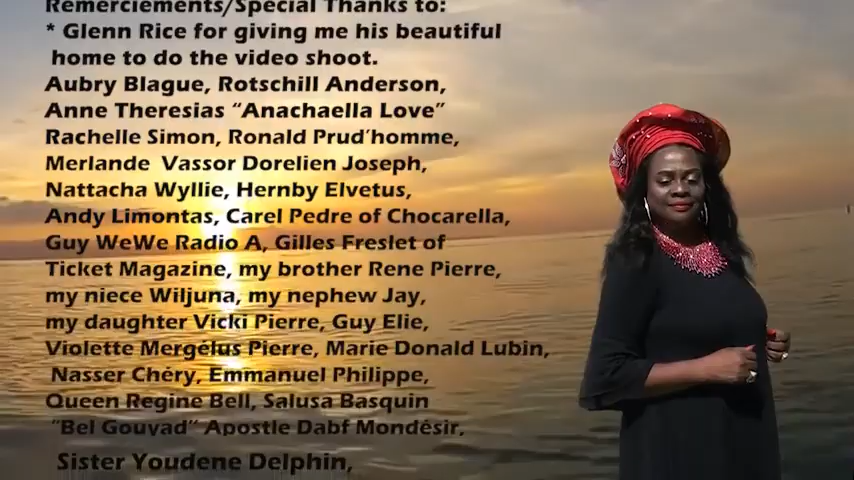 Remerciements/Special Thanks to:
* Glenn Rice for giving me his beautiful
home to do the video shoot.
Aubry Blague, Rotschill Anderson,
Anne Theresias “Anachaella Love”
Rachelle Simon, Ronald Prud'homme,
Merlande Vassor Dorelien Joseph,
Nattacha Wyllie, Hernby Elvetus,
Andy Limontas, Carel Pedre of Chocarella,
Guy WeWe Radio A, Gilles Freslet of
Ticket Magazine, my brother Rene Pierre,
my niece Wiljuna, my nephew Jay,
my daughter Vicki Pierre, Guy Elie,
Violette Mergélus Pierre, Marie Donald Lubin,
Nasser Chéry, Emmanuel Philippe,
Queen Regine Bell, Salusa Basquin
"Bel Gouyad" Apostle Dabf Mondésir,
Sister Youdene Delphin,